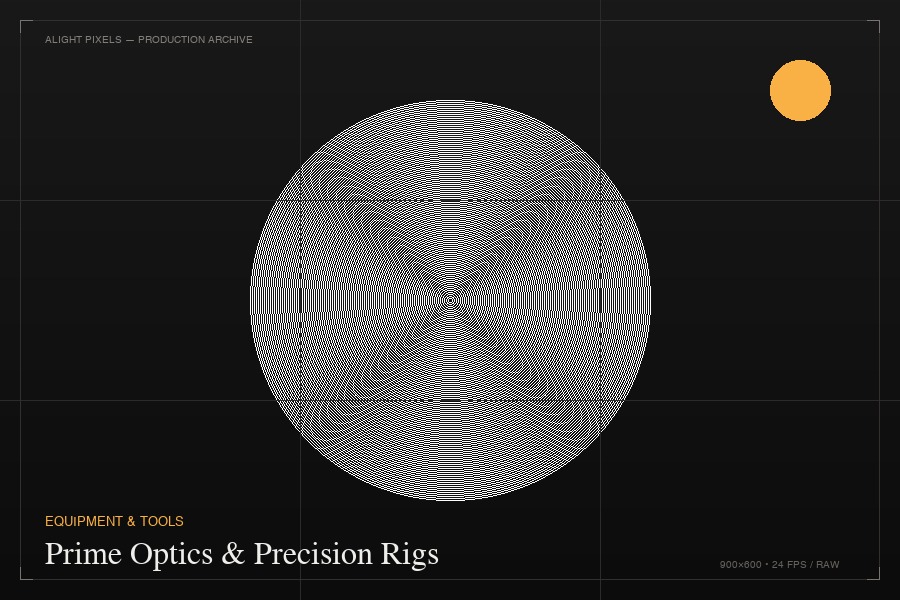 ALIGHT PIXELS — PRODUCTION ARCHIVE
EQUIPMENT & TOOLS
Prime Optics & Precision Rigs
900×600 • 24 FPS / RAW